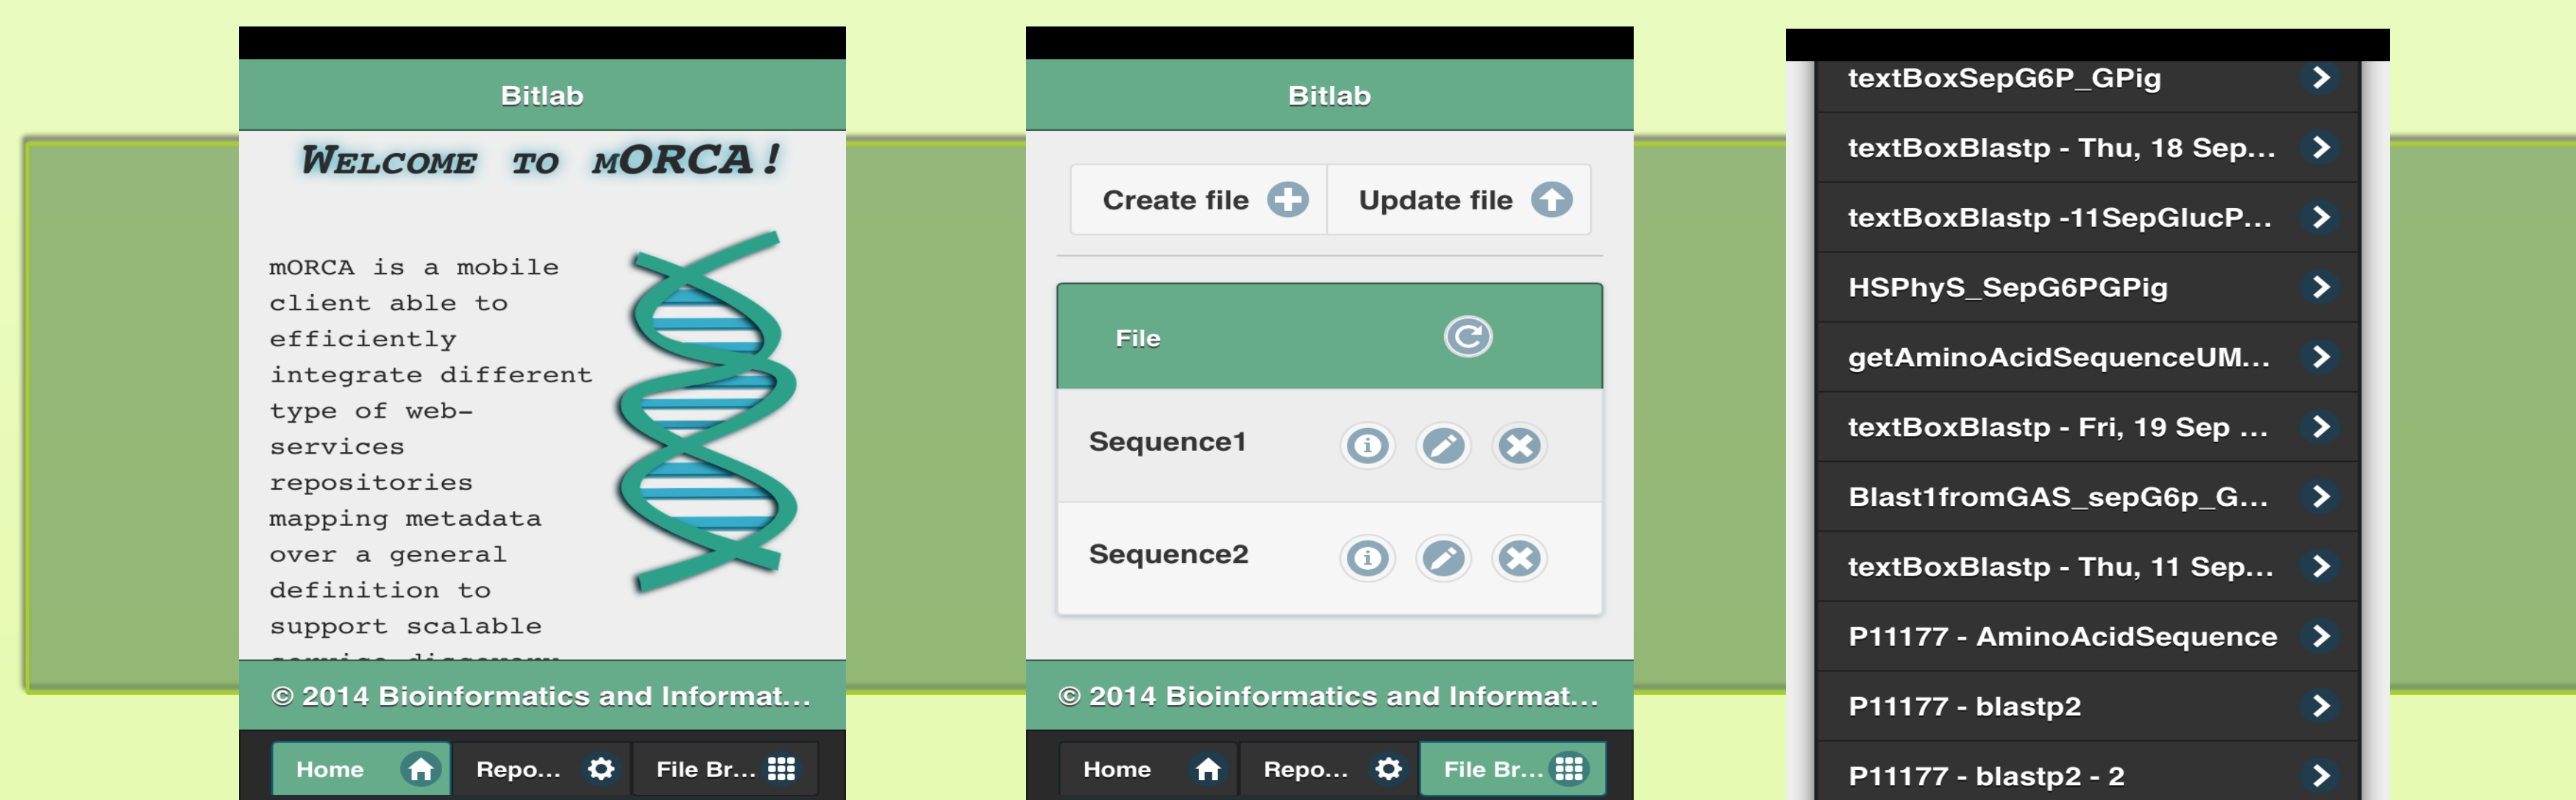 Bitlab
WELCOME TO mORCA!
mORCA is a mobile
client able to
efficiently
integrate different
type of web-
services
repositories
mapping metadata
over a general
definition to
support scalable
© 2014 Bioinformatics and Informat...
Home
Repo...
File Br...
Bitlab
Create file
Update file
File
Sequence1
Sequence2
© 2014 Bioinformatics and Informat...
Home
Repo...
File Br...
textBoxSepG6P_GPig
textBoxBlastp - Thu, 18 Sep...
textBoxBlastp -11SepGlucP...
HSPhyS_SepG6PGPig
getAminoAcidSequenceUM...
textBoxBlastp - Fri, 19 Sep ...
Blast1fromGAS_sepG6p_G...
textBoxBlastp - Thu, 11 Sep...
P11177 - AminoAcidSequence
P11177 - blastp2
P11177 - blastp2 - 2